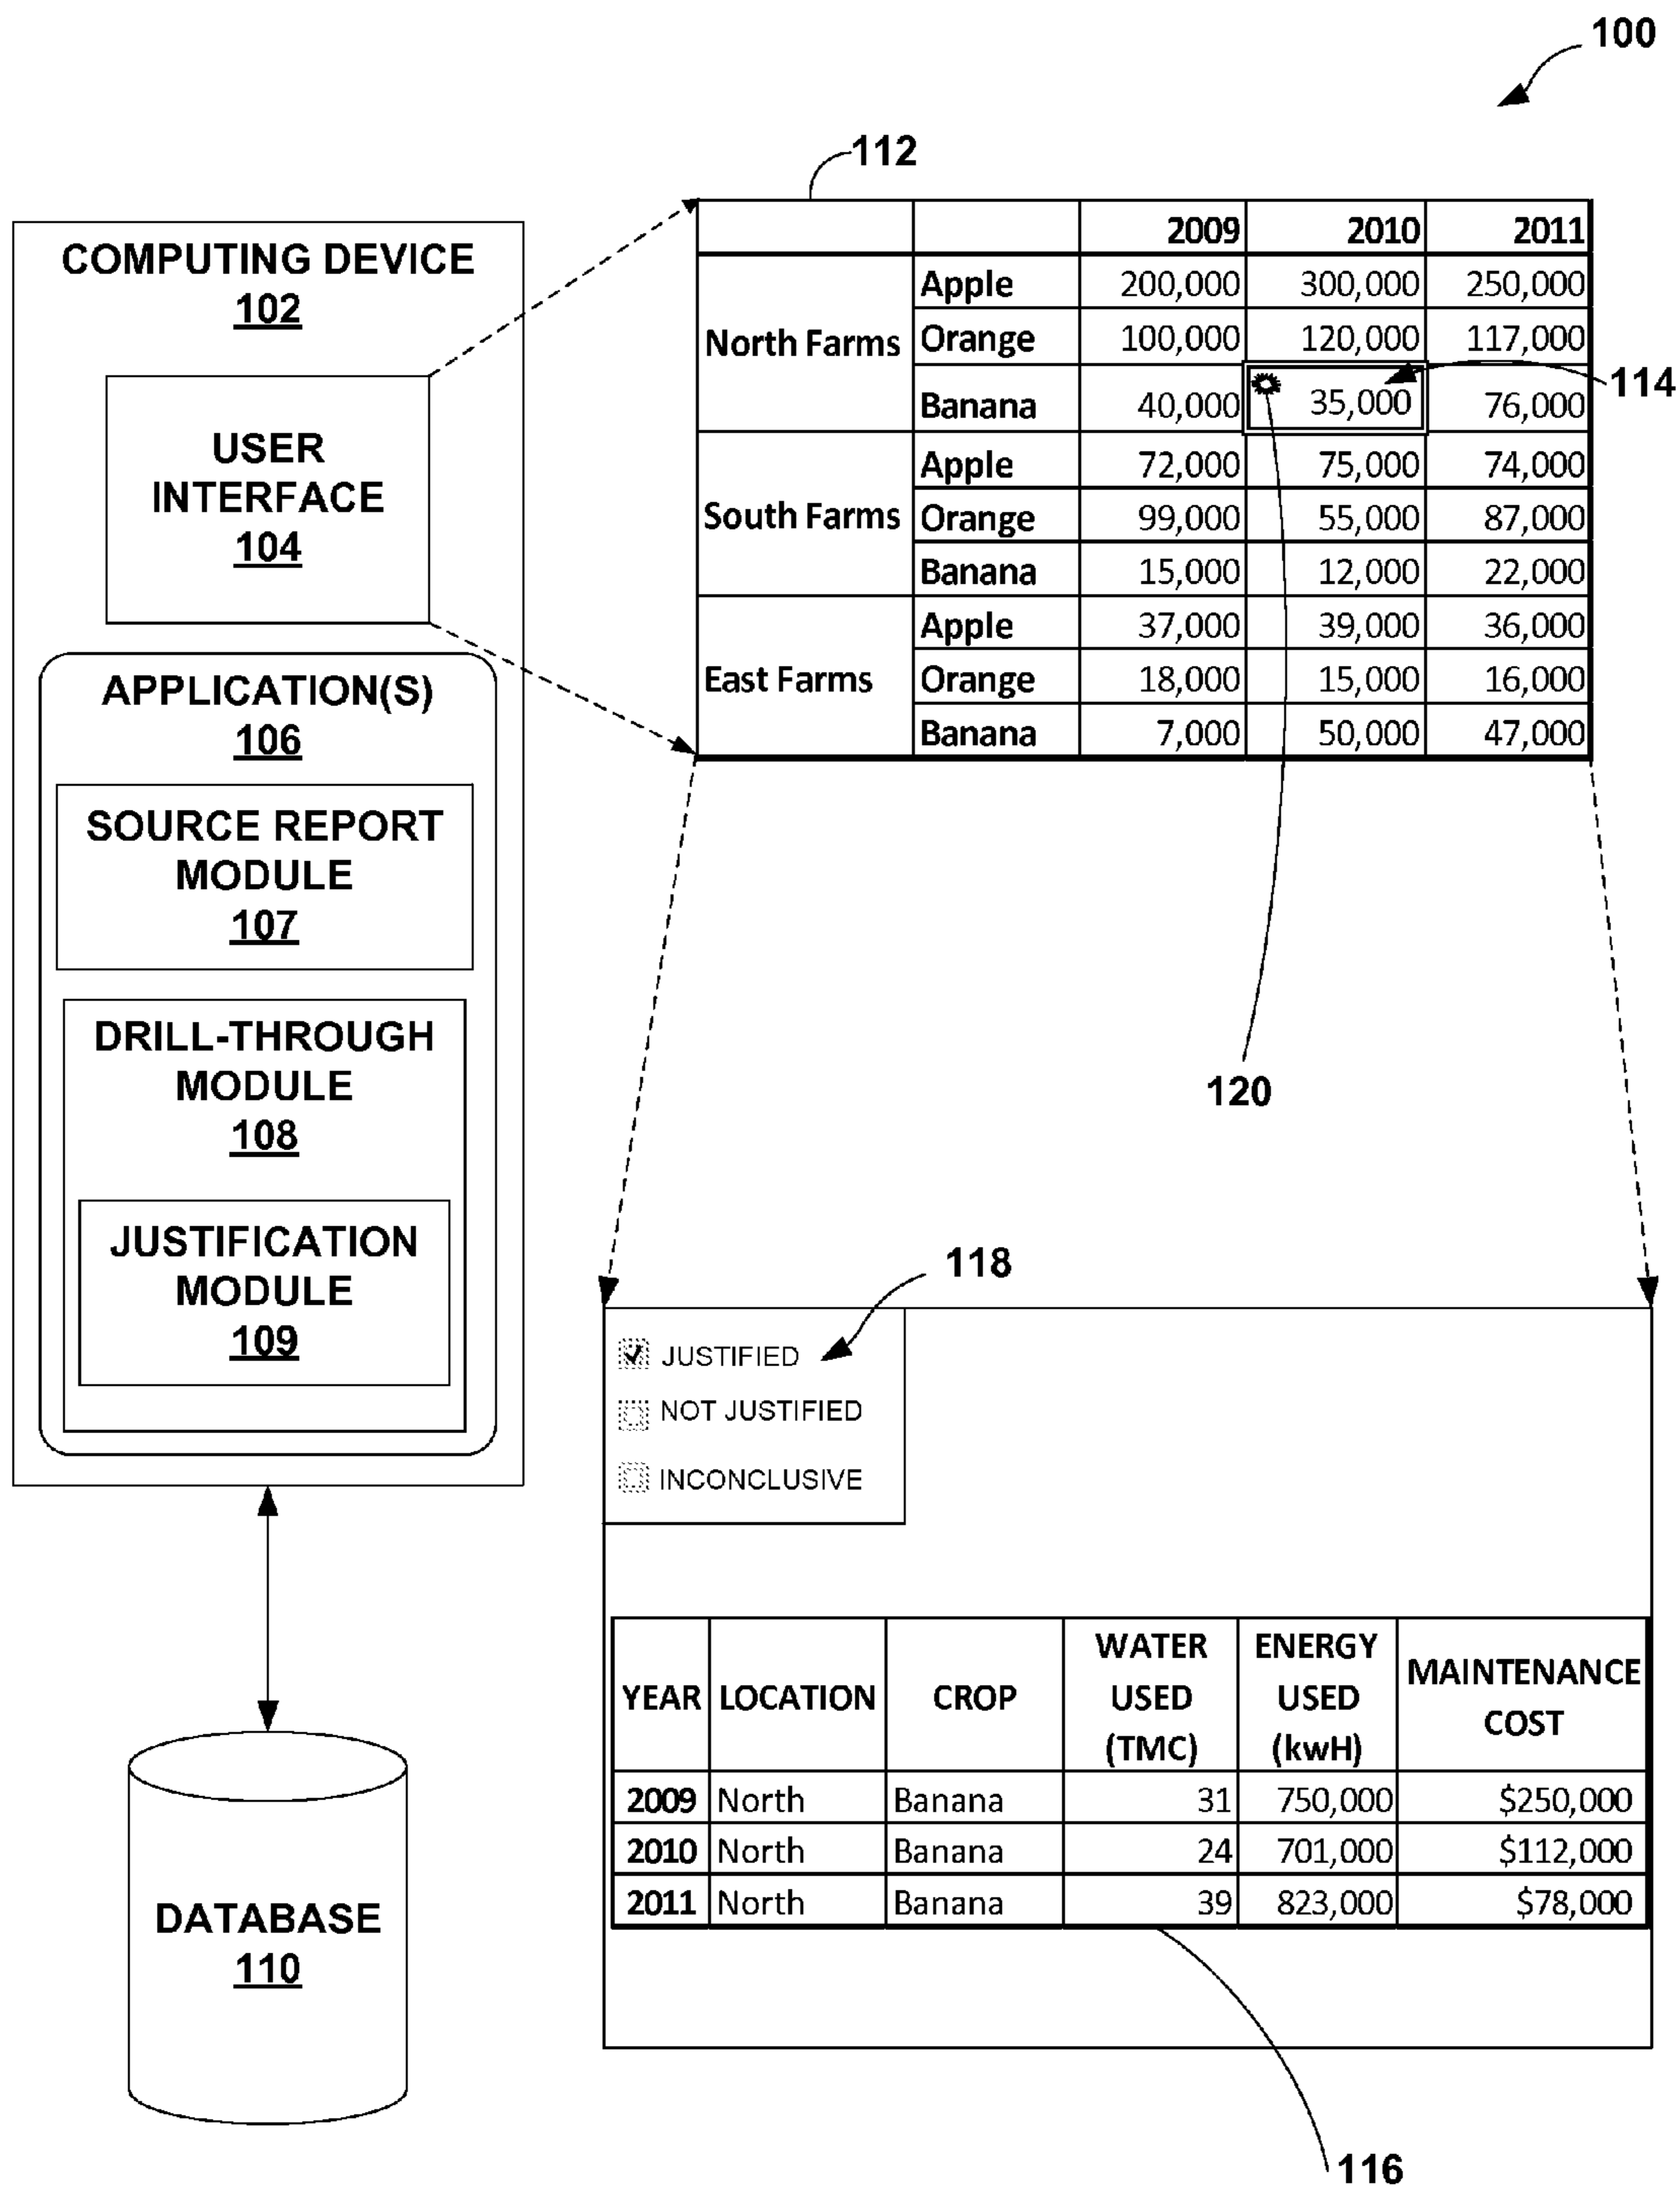 100
112
COMPUTING DEVICE
102
USER
INTERFACE
104
APPLICATION(S)
106
SOURCE REPORT
MODULE
107
DRILL-THROUGH
MODULE
108
JUSTIFICATION
MODULE
109
DATABASE
110
2009 2010 2011
North Farms
Apple 200,000 300,000 250,000
Orange 100,000 120,000 117,000
Banana 40,000 35,000 76,000
114
South Farms
Apple 72,000 75,000 74,000
Orange 99,000 55,000 87,000
Banana 15,000 12,000 22,000
East Farms
Apple 37,000 39,000 36,000
Orange 18,000 15,000 16,000
Banana 7,000 50,000 47,000
120
118
JUSTIFIED
NOT JUSTIFIED
INCONCLUSIVE
YEAR LOCATION CROP WATER USED (TMC) ENERGY USED (kwH) MAINTENANCE COST
2009 North Banana 31 750,000 $250,000
2010 North Banana 24 701,000 $112,000
2011 North Banana 39 823,000 $78,000
116